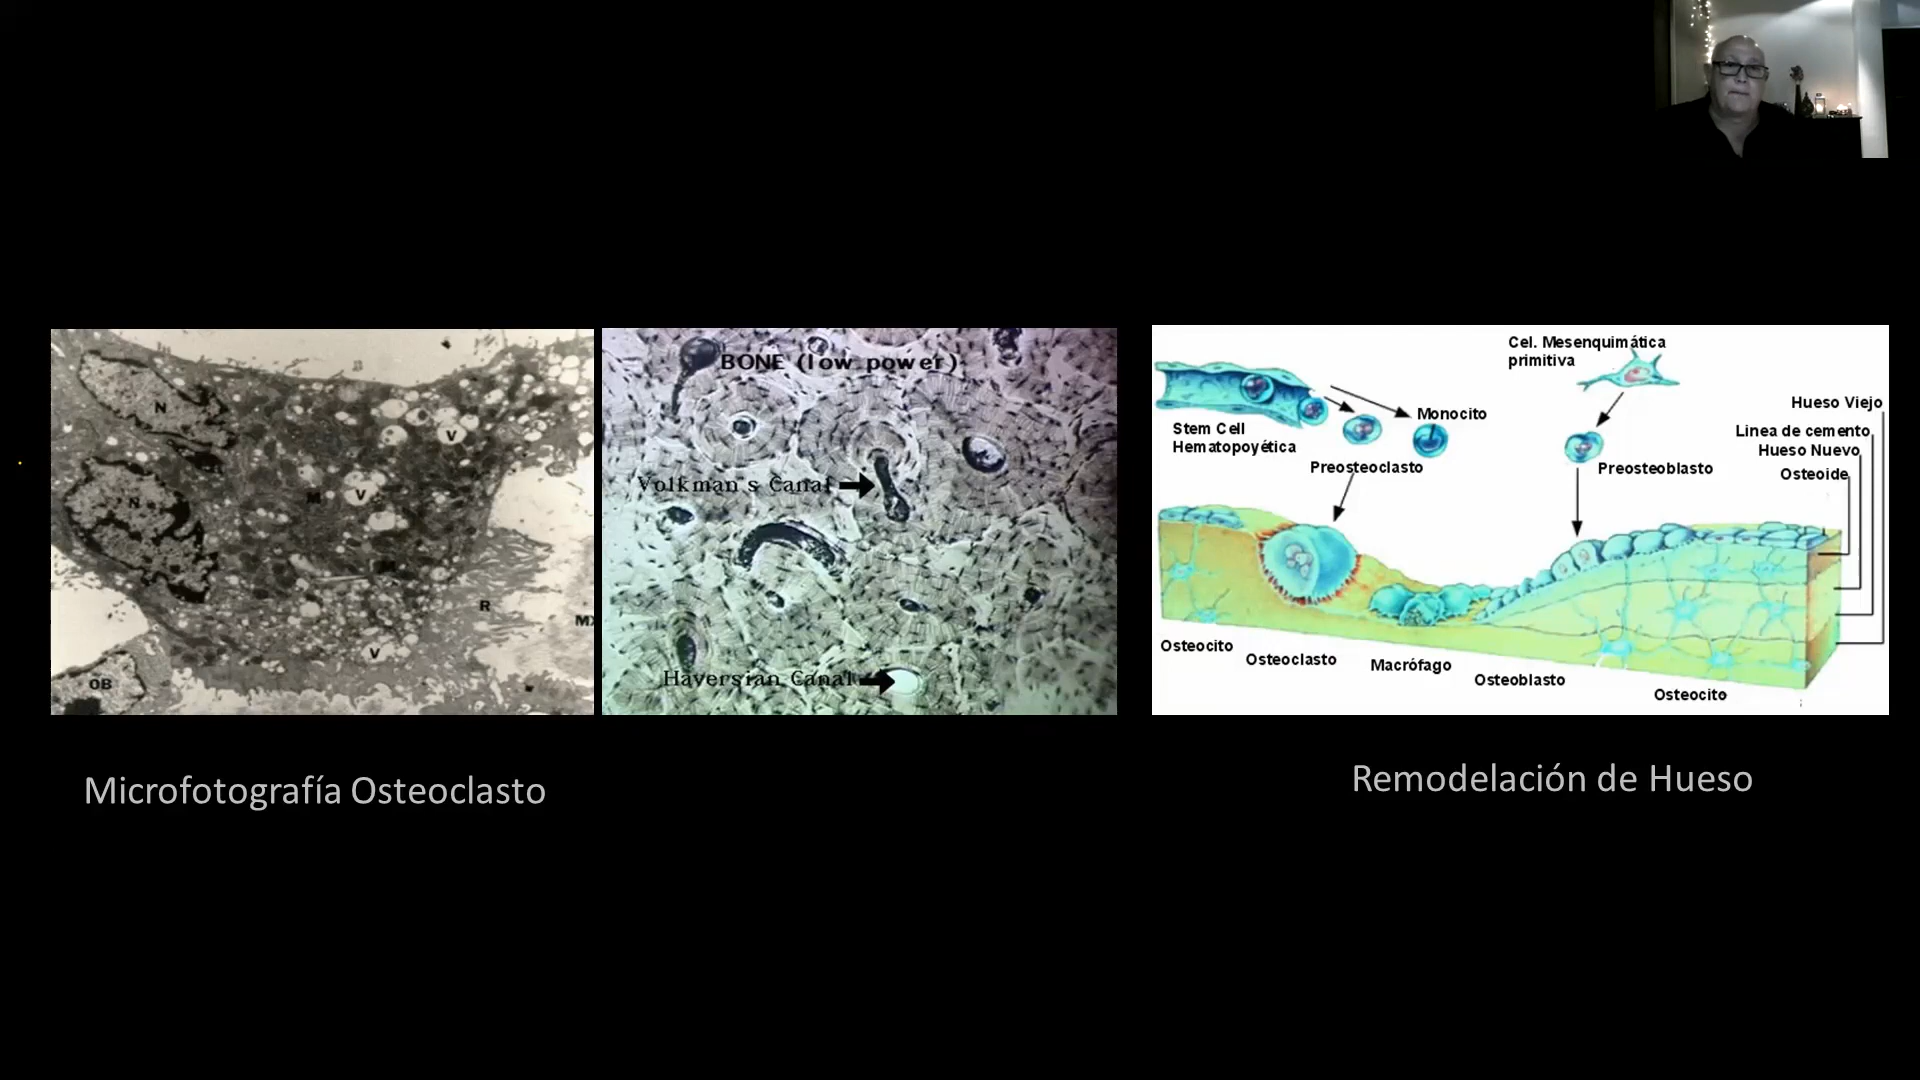 N
N
V
V
M
R
MX
V
OB
BONE (low power)
Volkman's Canal
Haversian Canal
Cel. Mesenquimática
primitiva
Stem Cell
Hematopoyética
Monocito
Preosteoclasto
Preosteoblasto
Hueso Viejo
Linea de cemento
Hueso Nuevo
Osteoide
Osteocito
Osteoclasto
Macrófago
Osteoblasto
Osteocito
Microfotografía Osteoclasto
Remodelación de Hueso